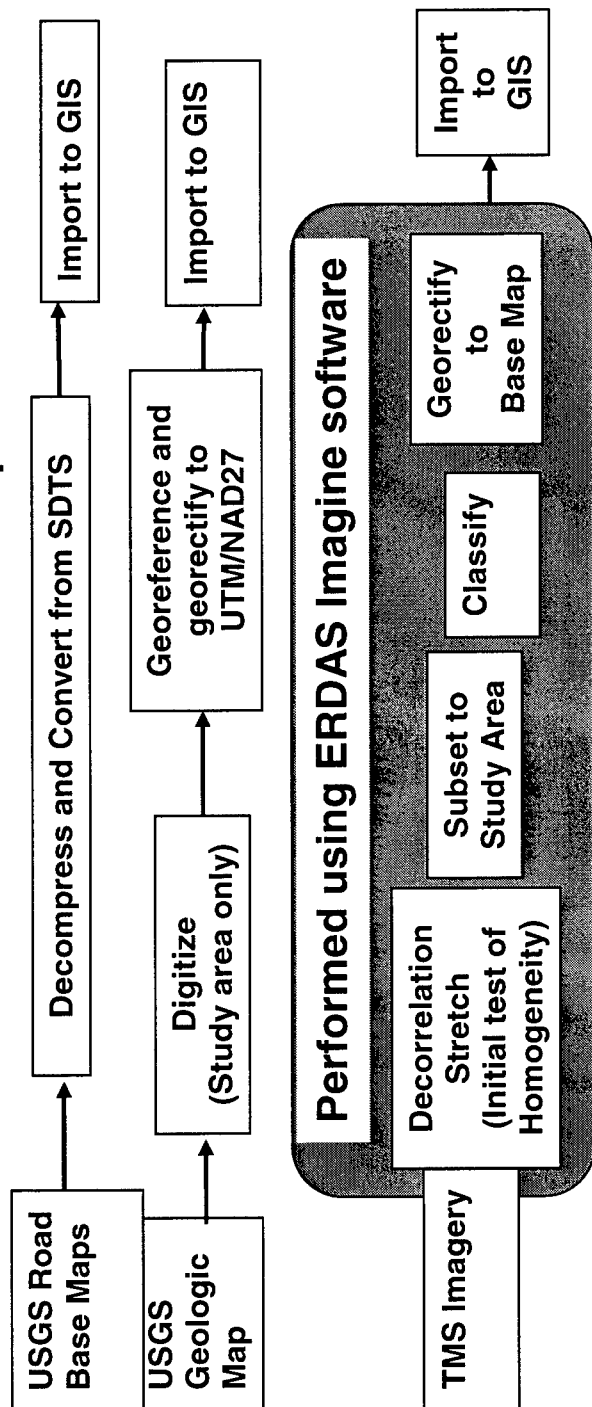 USGS Road
Base Maps
Decompress and Convert from SDTS
Import to GIS
USGS
Geologic
Map
Digitize
(Study area only)
Georeference and
georectify to
UTM/NAD27
Import to GIS
Performed using ERDAS Imagine software
TMS Imagery
Decorrelation
Stretch
(Initial test of
Homogeneity)
Subset to
Study Area
Classify
Georectify
to
Base Map
Import
to
GIS